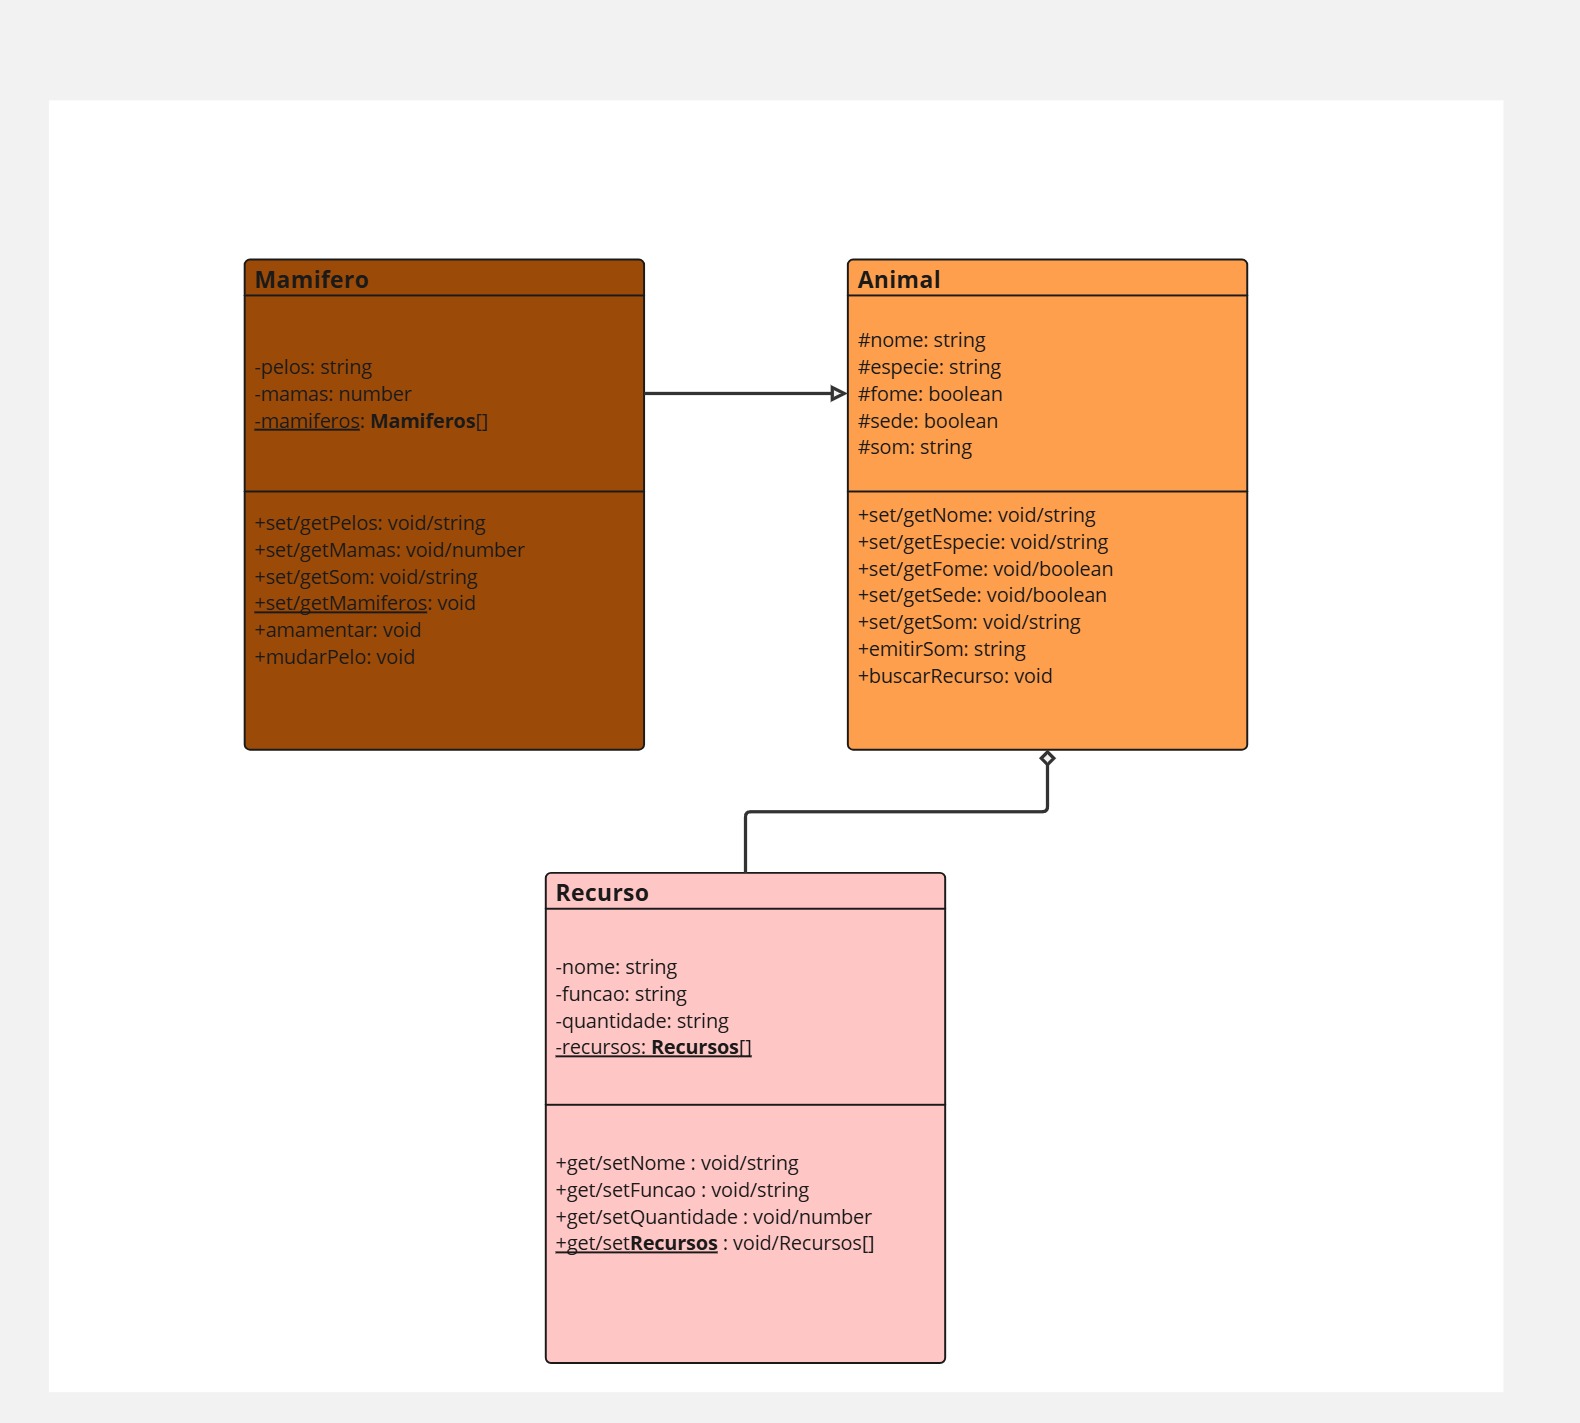 Mamifero
-pelos: string
-mamas: number
-mamiferos: Mamiferos[]
+set/getPelos: void/string
+set/getMamas: void/number
+set/getSom: void/string
+set/getMamiferos: void
+amamentar: void
+mudarPelo: void
Animal
#nome: string
#especie: string
#fome: boolean
#sede: boolean
#som: string
+set/getNome: void/string
+set/getEspecie: void/string
+set/getFome: void/boolean
+set/getSede: void/boolean
+set/getSom: void/string
+emitirSom: string
+buscarRecurso: void
Recurso
-nome: string
-funcao: string
-quantidade: string
-recursos: Recursos[]
+get/setNome : void/string
+get/setFuncao : void/string
+get/setQuantidade : void/number
+get/setRecursos : void/Recursos[]